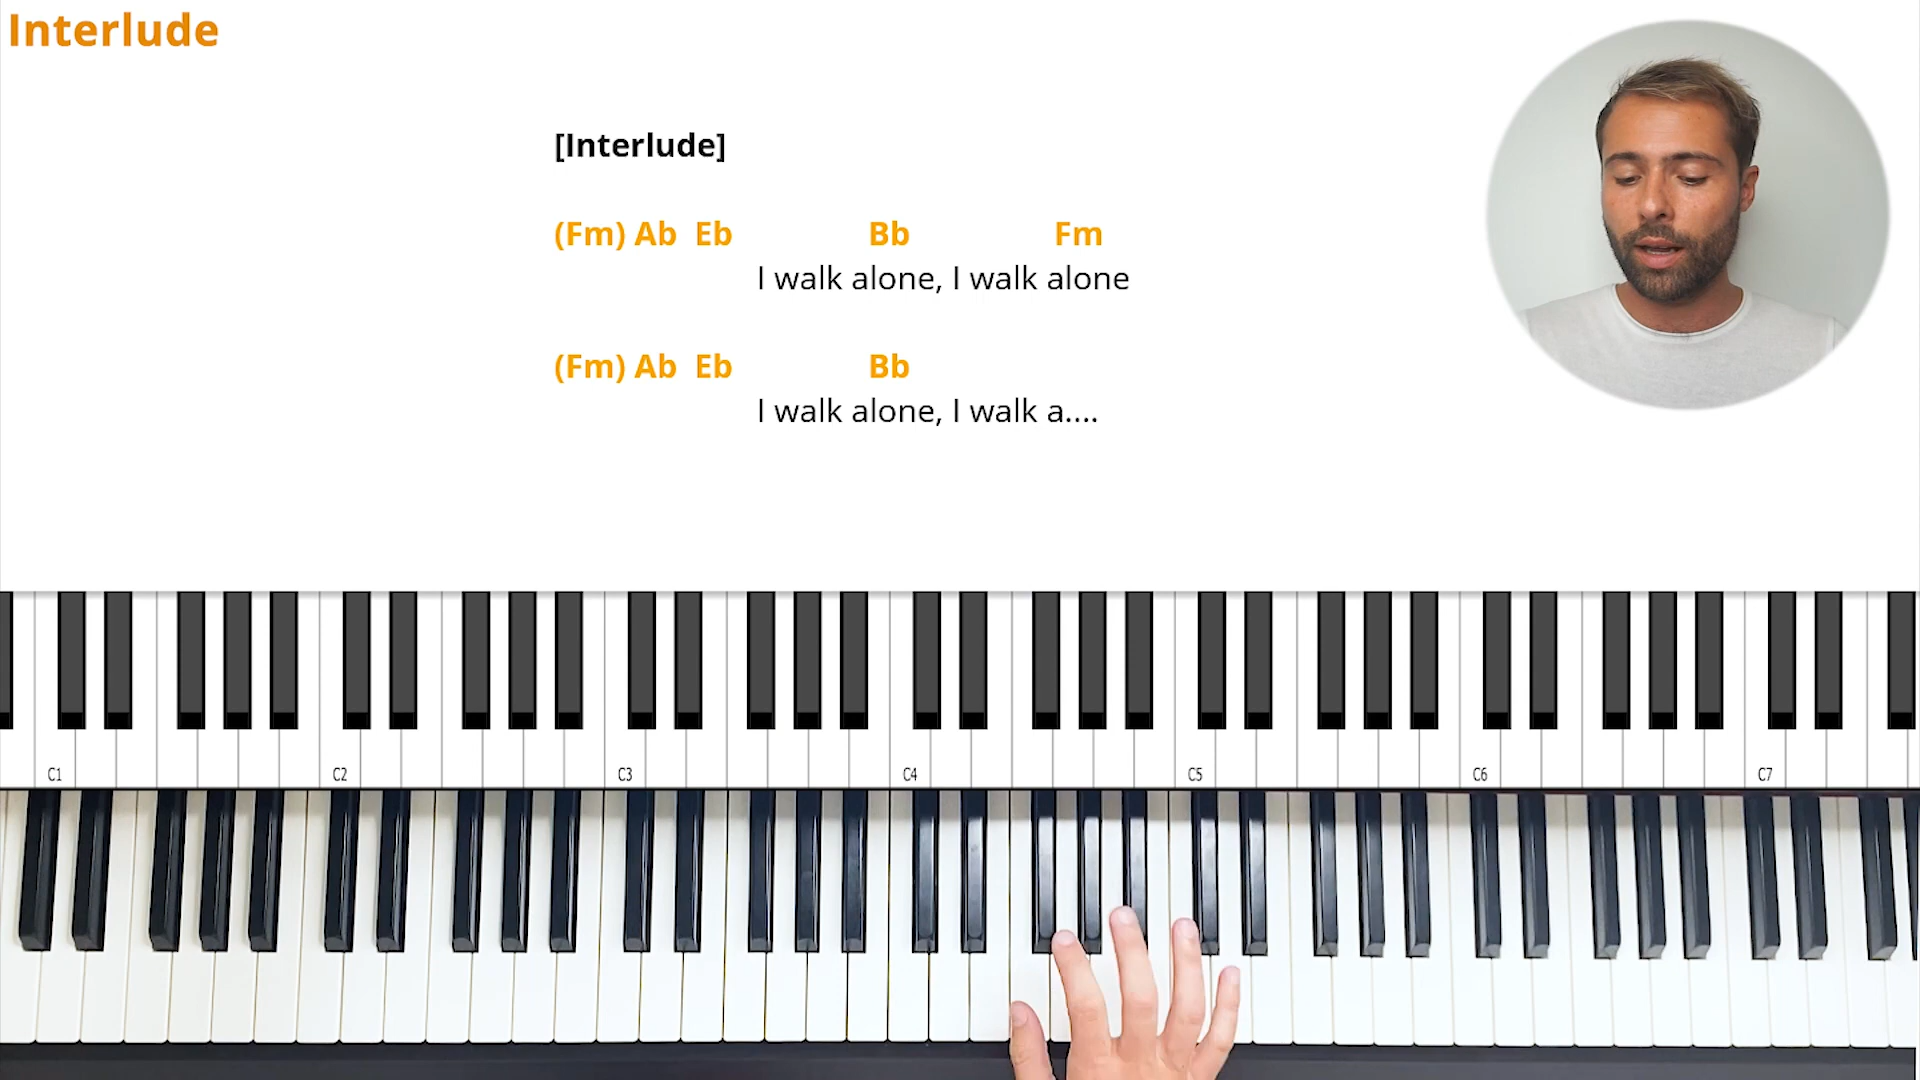 Interlude
[Interlude]
(Fm) Ab Eb Bb Fm
I walk alone, I walk alone
(Fm) Ab Eb Bb
I walk alone, I walk a....
C1 C2 C3 C4 C5 C6 C7